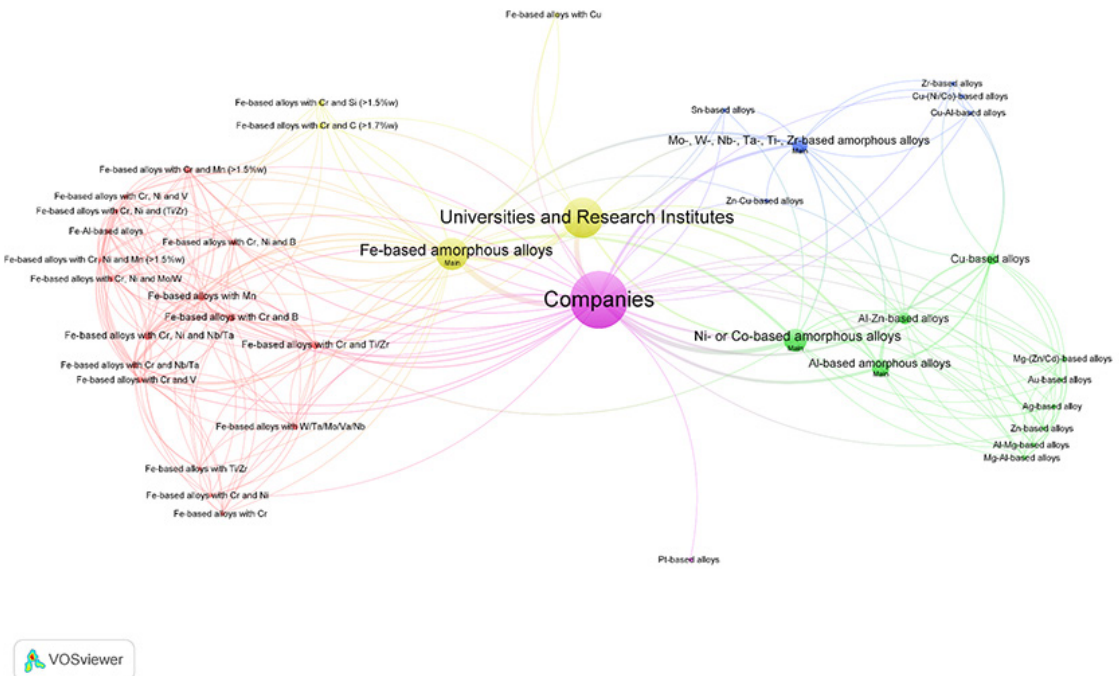 Fe-based alloys with Cu
Zr-based alloys
Cu-(Ni/Co)-based alloys
Fe-based alloys with Cr and Si (>1.5%w)
Sn-based alloys
Cu-Al-based alloys
Fe-based alloys with Cr and C (>1.7%w)
Mo-, W-, Nb-, Ta-, Ti-, Zr-based amorphous alloys
Main
Fe-based alloys with Cr and Mn (>1.5%w)
Fe-based alloys with Cr, Ni and V
Zn-Cu-based alloys
Fe-based alloys with Cr, Ni and (Ti/Zr)
Universities and Research Institutes
Fe-Al-based alloys
Fe-based alloys with Cr, Ni and B
Fe-based amorphous alloys
Main
Fe-based alloys with Cr, Ni and Mn (>1.5%w)
Cu-based alloys
Fe-based alloys with Cr, Ni and Mo/W
Fe-based alloys with Mn
Companies
Fe-based alloys with Cr and B
Al-Zn-based alloys
Fe-based alloys with Cr, Ni and Nb/Ta
Ni- or Co-based amorphous alloys
Main
Fe-based alloys with Cr and Ti/Zr
Mg-(Zn/Cd)-based alloys
Fe-based alloys with Cr and Nb/Ta
Al-based amorphous alloys
Main
Fe-based alloys with Cr and V
Au-based alloys
Ag-based alloy
Fe-based alloys with W/Ta/Mo/Va/Nb
Zn-based alloys
Al-Mg-based alloys
Mg-Al-based alloys
Fe-based alloys with Ti/Zr
Fe-based alloys with Cr and Ni
Fe-based alloys with Cr
Pt-based alloys
VOSviewer